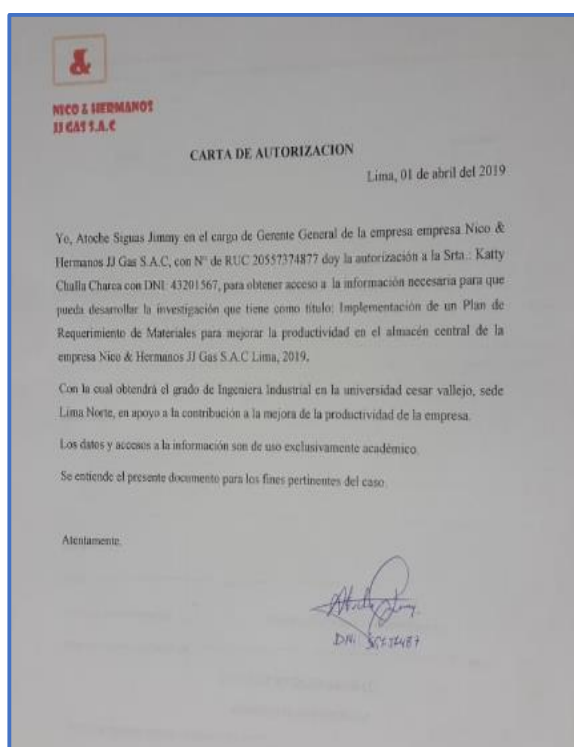 &
NICO & HERMANOS
JJ GAS S.A.C
CARTA DE AUTORIZACION
Lima, 01 de abril del 2019
Yo, Atoche Siguas Jimmy en el cargo de Gerente General de la empresa empresa Nico &
Hermanos JJ Gas S.A.C, con N° de RUC 20557374877 doy la autorización a la Srta.: Katty
Challa Charca con DNI: 43201567, para obtener acceso a la información necesaria para que
pueda desarrollar la investigación que tiene como título: Implementación de un Plan de
Requerimiento de Materiales para mejorar la productividad en el almacén central de la
empresa Nico & Hermanos JJ Gas S.A.C Lima, 2019.
Con la cual obtendrá el grado de Ingeniera Industrial en la universidad cesar vallejo, sede
Lima Norte, en apoyo a la contribución a la mejora de la productividad de la empresa.
Los datos y accesos a la información son de uso exclusivamente académico.
Se entiende el presente documento para los fines pertinentes del caso.
Atentamente.
DNI